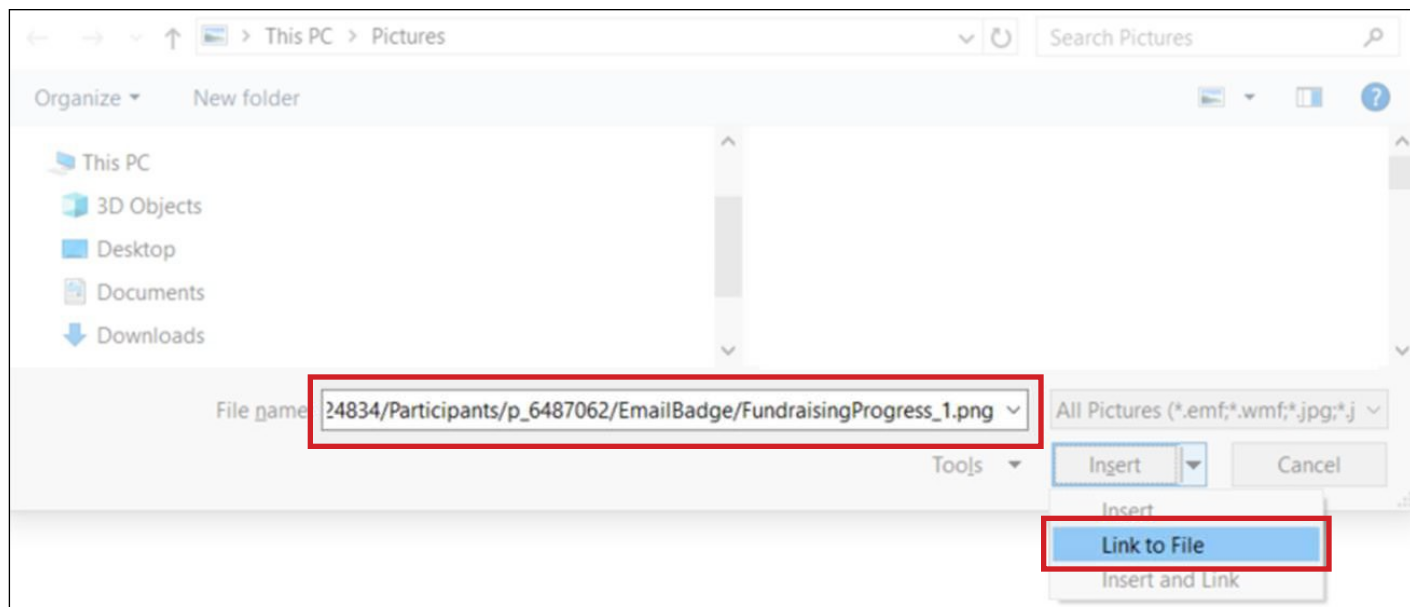 This PC > Pictures
Search Pictures
Organize
New folder
?
This PC
3D Objects
Desktop
Documents
Downloads
File name: 24834/Participants/p_6487062/EmailBadge/FundraisingProgress_1.png
All Pictures (*.emf;*.wmf;*.jpg;*.j
Tools
Insert
Cancel
Insert
Link to File
Insert and Link